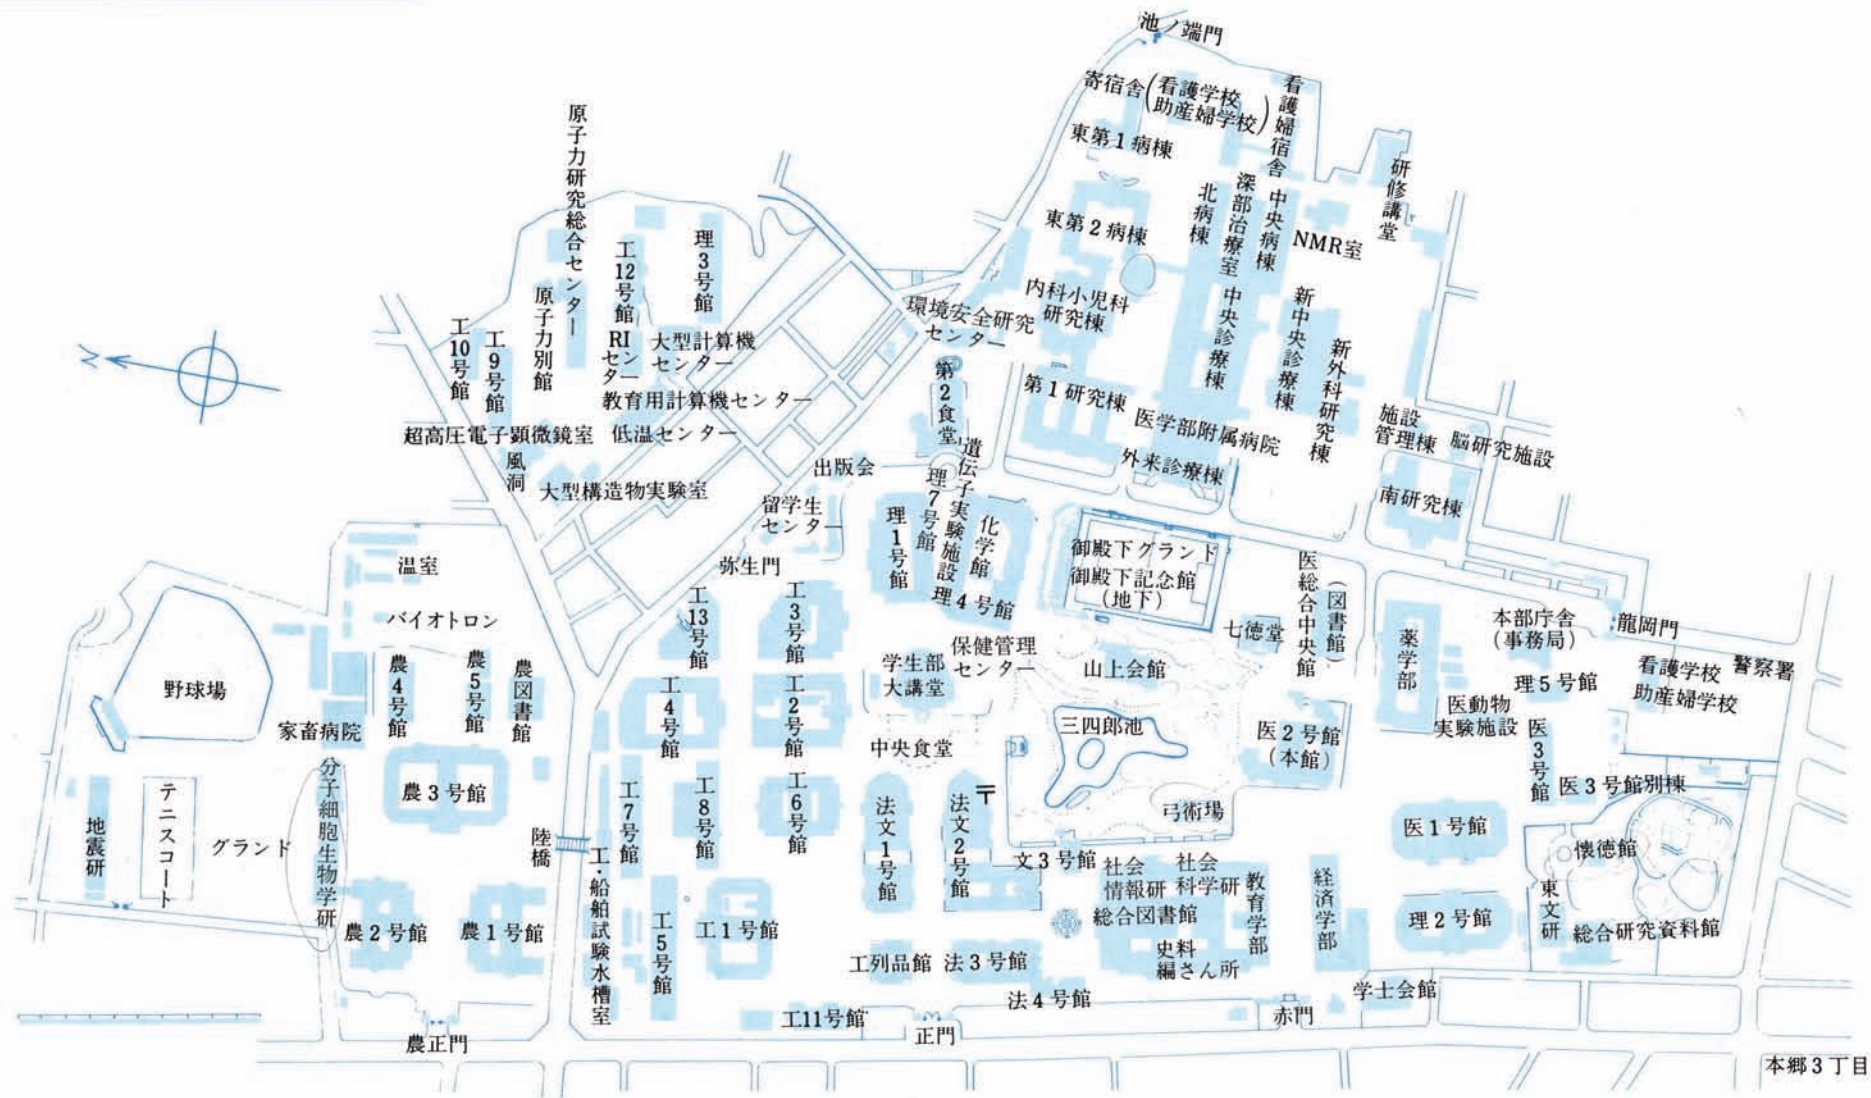 池ノ端門
寄宿舎(看護学校
助産婦学校)
看護婦宿舎
東第1病棟
研修講堂
原子力研究総合センター
北病棟
深部治療室
中央病棟
東第2病棟
NMR室
工12号館
理3号館
内科小児科
研究棟
中央診療棟
新中央診療棟
新外科研究棟
原子力別館
環境安全研究
センター
工10号館
工9号館
RI
センター
大型計算機
センター
N
第2食堂
第1研究棟
教育用計算機センター
医学部附属病院
施設
管理棟
脳研究施設
超高圧電子顕微鏡室
低温センター
外来診療棟
風洞
出版会
遺伝子実験施設
理7号館
大型構造物実験室
南研究棟
留学生
センター
理1号館
化学館
御殿下グランド
御殿下記念館
(地下)
医総合中央館
(図書館)
温室
弥生門
理4号館
バイオトロン
工13号館
工3号館
七徳堂
薬学部
本部庁舎
(事務局)
龍岡門
保健管理
センター
学生部
大講堂
山上会館
看護学校
助産婦学校
警察署
野球場
農4号館
農5号館
農図書館
工4号館
工2号館
理5号館
医動物
実験施設
家畜病院
中央食堂
三四郎池
医2号館
(本館)
医3号館
分子細胞生物学研
農3号館
工7号館
工8号館
工6号館
法文1号館
法文2号館
〒
医3号館別棟
テニスコート
弓術場
地震研
グランド
陸橋
医1号館
懐徳館
工・船舶試験水槽室
文3号館
社会
情報研
社会
科学研
教育学部
経済学部
東文研
総合図書館
農2号館
農1号館
工5号館
工1号館
理2号館
総合研究資料館
工列品館
法3号館
史料
編さん所
法4号館
学士会館
工11号館
正門
赤門
農正門
本郷3丁目